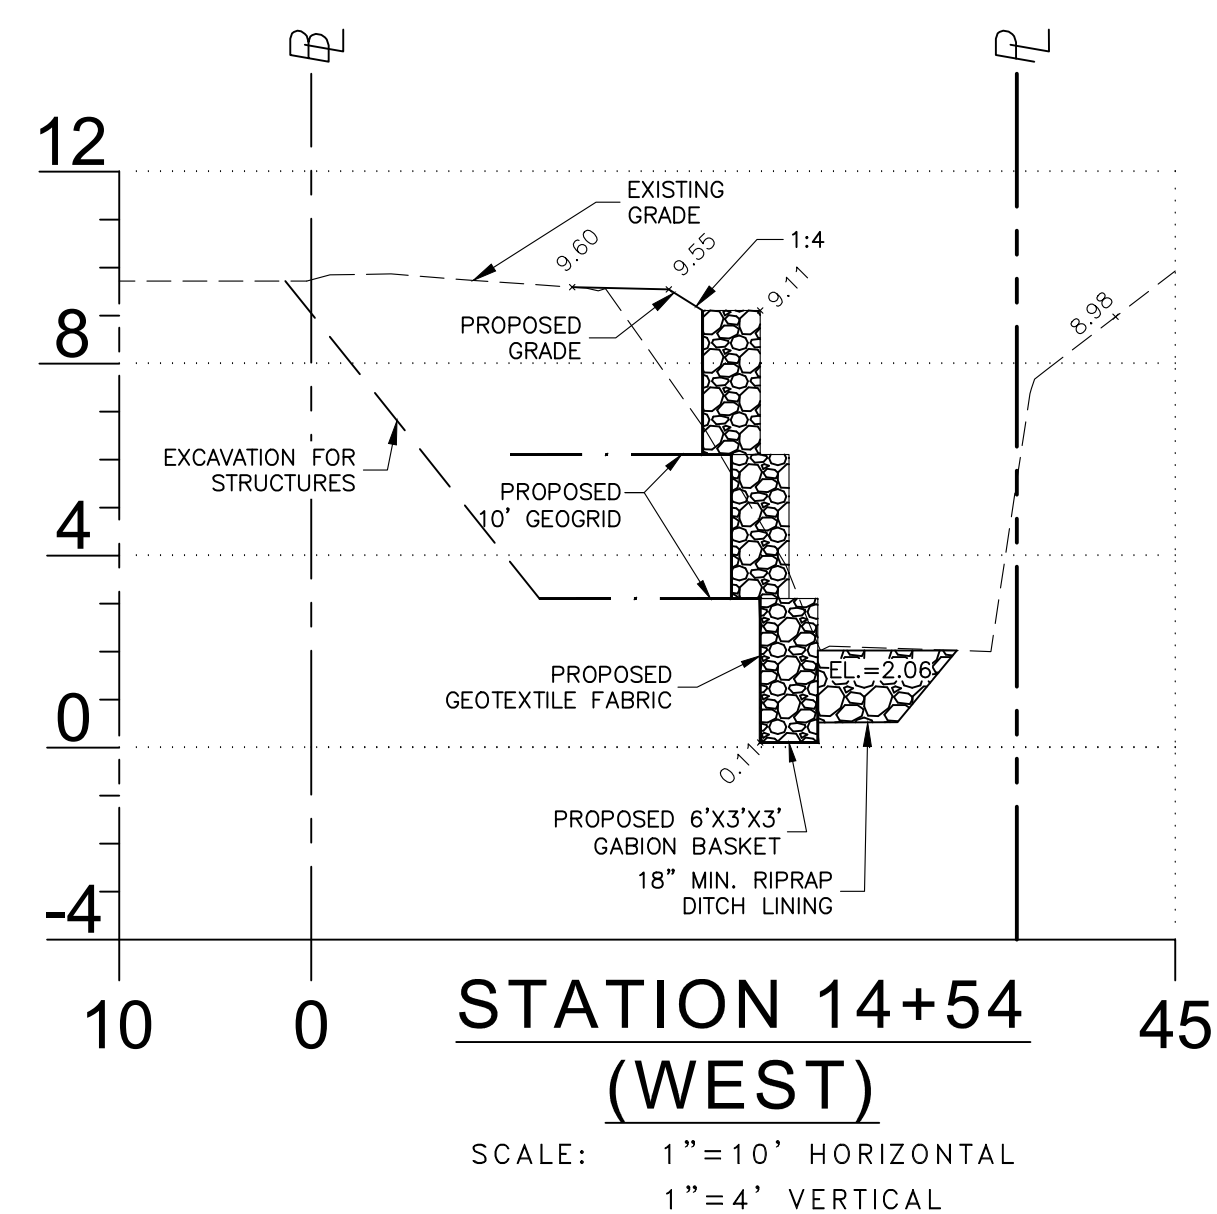 BL
PL
12
EXISTING
GRADE
9.60
9.55
1:4
9.11
PROPOSED
GRADE
8.98
8
EXCAVATION FOR
STRUCTURES
PROPOSED
10' GEOGRID
4
PROPOSED
GEOTEXTILE FABRIC
EL.=2.06
0
0.11
PROPOSED 6'X3'X3'
GABION BASKET
18" MIN. RIPRAP
DITCH LINING
-4
10
0
45
STATION 14+54
(WEST)
SCALE: 1"=10' HORIZONTAL
1"=4' VERTICAL